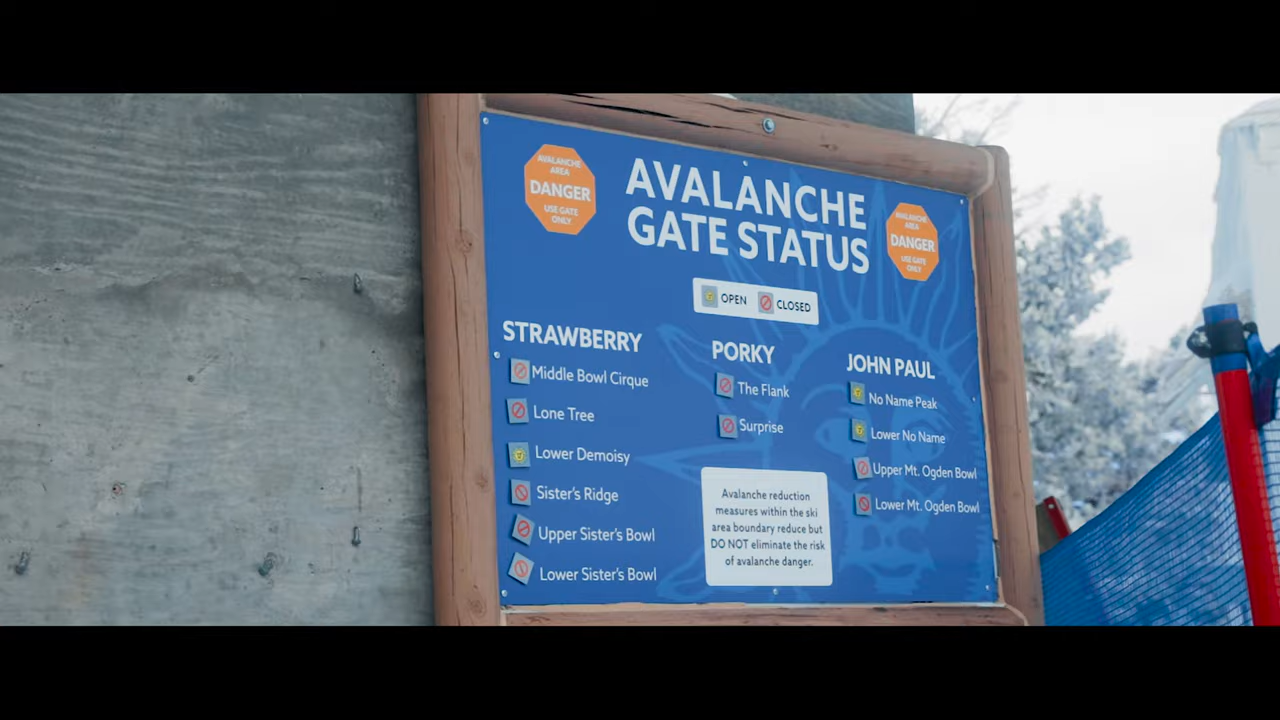 AVALANCHE
AREA
DANGER
USE GATE
ONLY
AVALANCHE
GATE STATUS
AVALANCHE
AREA
DANGER
USE GATE
ONLY
OPEN CLOSED
STRAWBERRY
Middle Bowl Cirque
Lone Tree
Lower Demoisy
Sister's Ridge
Upper Sister's Bowl
Lower Sister's Bowl
PORKY
The Flank
Surprise
Avalanche reduction
measures within the ski
area boundary reduce but
DO NOT eliminate the risk
of avalanche danger.
JOHN PAUL
No Name Peak
Lower No Name
Upper Mt. Ogden Bowl
Lower Mt. Ogden Bowl